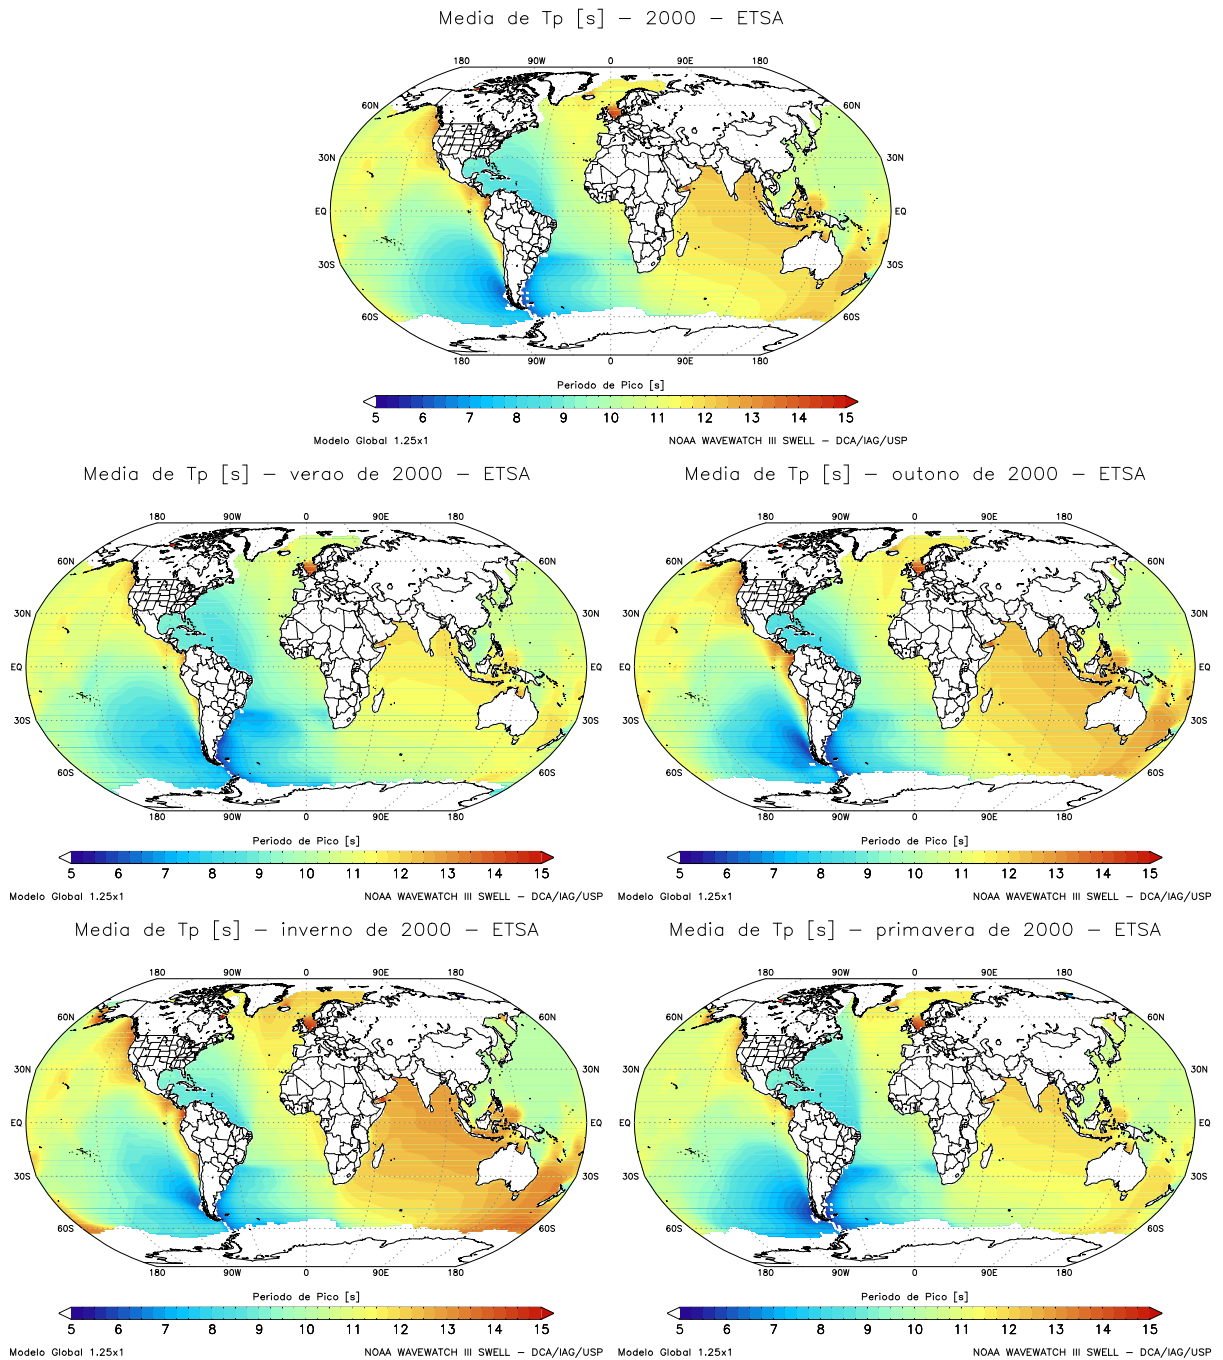 Media de Tp [s] – 2000 – ETSA
180 90W 0 90E 180
60N 60N
30N 30N
EQ EQ
30S 30S
60S 60S
180 90W 0 90E 180
Periodo de Pico [s]
5 6 7 8 9 10 11 12 13 14 15
Modelo Global 1.25x1 NOAA WAVEWATCH III SWELL – DCA/IAG/USP
Media de Tp [s] – verao de 2000 – ETSA
180 90W 0 90E 180
60N 60N
30N 30N
EQ EQ
30S 30S
60S 60S
180 90W 0 90E 180
Periodo de Pico [s]
5 6 7 8 9 10 11 12 13 14 15
Modelo Global 1.25x1 NOAA WAVEWATCH III SWELL – DCA/IAG/USP
Media de Tp [s] – outono de 2000 – ETSA
180 90W 0 90E 180
60N 60N
30N 30N
EQ EQ
30S 30S
60S 60S
180 90W 0 90E 180
Periodo de Pico [s]
5 6 7 8 9 10 11 12 13 14 15
Modelo Global 1.25x1 NOAA WAVEWATCH III SWELL – DCA/IAG/USP
Media de Tp [s] – inverno de 2000 – ETSA
180 90W 0 90E 180
60N 60N
30N 30N
EQ EQ
30S 30S
60S 60S
180 90W 0 90E 180
Periodo de Pico [s]
5 6 7 8 9 10 11 12 13 14 15
Modelo Global 1.25x1 NOAA WAVEWATCH III SWELL – DCA/IAG/USP
Media de Tp [s] – primavera de 2000 – ETSA
180 90W 0 90E 180
60N 60N
30N 30N
EQ EQ
30S 30S
60S 60S
180 90W 0 90E 180
Periodo de Pico [s]
5 6 7 8 9 10 11 12 13 14 15
Modelo Global 1.25x1 NOAA WAVEWATCH III SWELL – DCA/IAG/USP